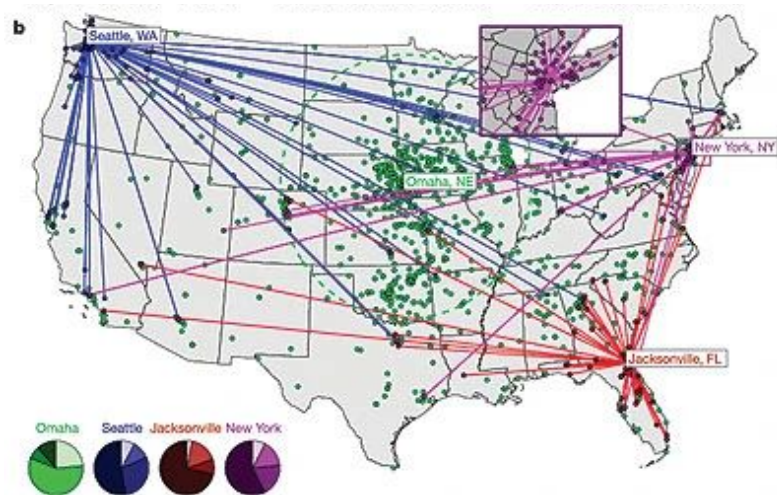 b
Seattle, WA
New York, NY
Omaha, NE
Jacksonville, FL
Omaha Seattle Jacksonville New York